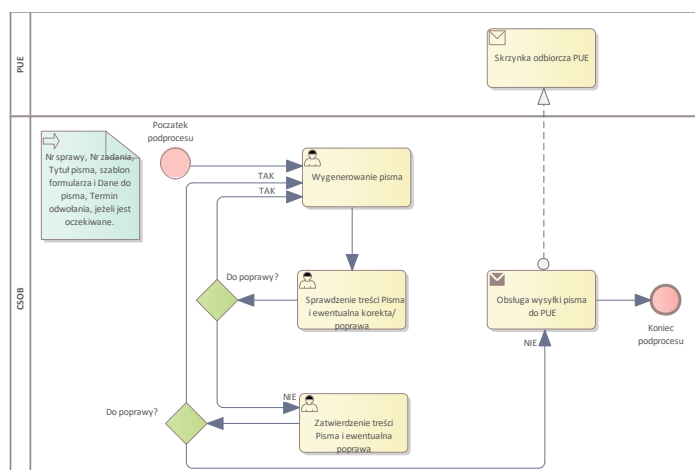 PUE
Skrzynka odbiorcza PUE
CSOB
Nr sprawy, Nr zadania,
Tytuł pisma, szablon
formularza i Dane do
pisma, Termin
odwołania, jeżeli jest
oczekiwane.
Poczatek
podprocesu
TAK
TAK
Wygenerowanie pisma
Do poprawy?
Sprawdzenie treści Pisma
i ewentualna korekta/
poprawa
Obsługa wysyłki pisma
do PUE
Koniec
podprocesu
NIE
NIE
Do poprawy?
Zatwierdzenie treści
Pisma i ewentualna
poprawa